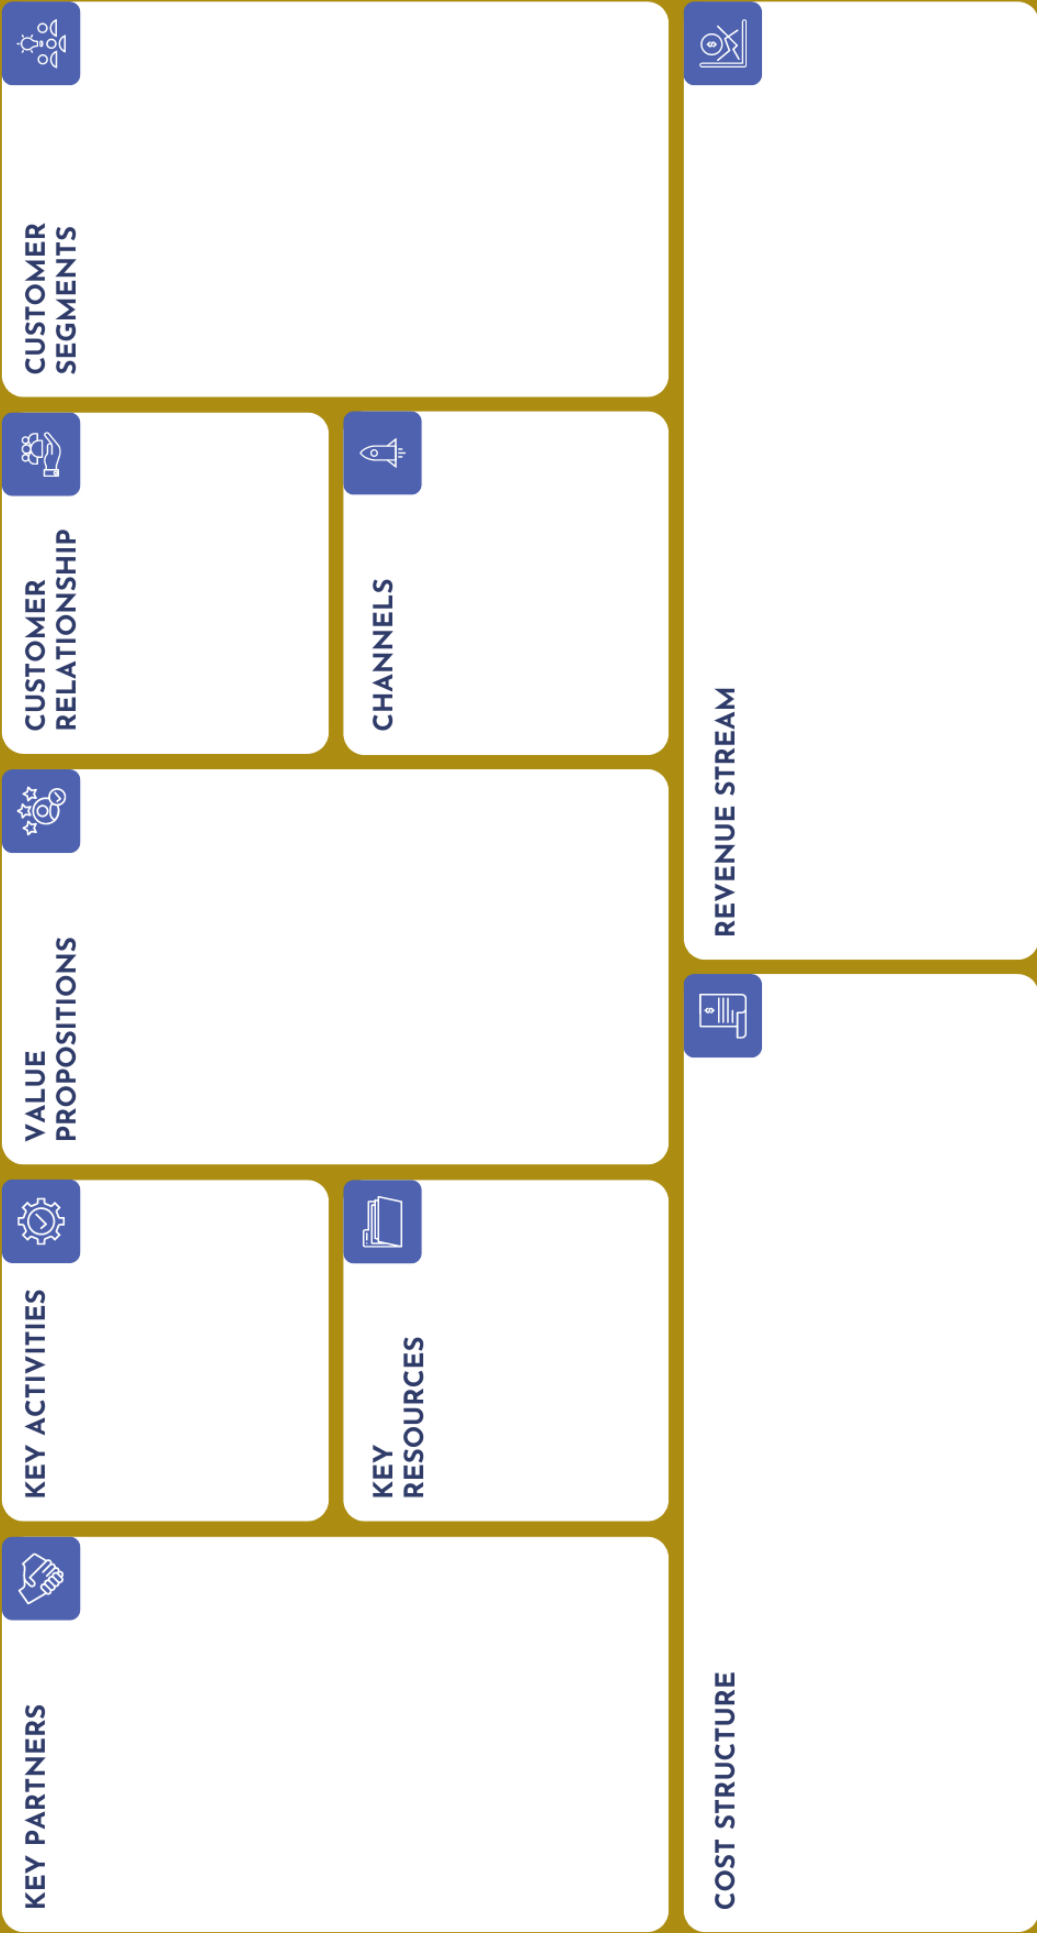 KEY PARTNERS
KEY ACTIVITIES
KEY
RESOURCES
VALUE
PROPOSITIONS
CUSTOMER
RELATIONSHIP
CHANNELS
CUSTOMER
SEGMENTS
COST STRUCTURE
REVENUE STREAM